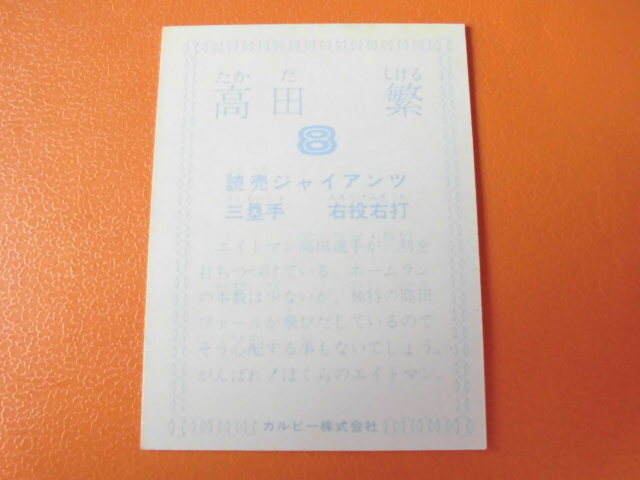 たか だ しげる
高田 繁
8
読売ジャイアンツ
三塁手 右投右打
エイトマン高田選手が三割を
打ちつづけている。ホームラン
の本数は少ないが、独特の高田
ファールが飛びだしているので
そう心配する事もないでしょう。
がんばれ!ぼくらのエイトマン。
カルビー株式会社